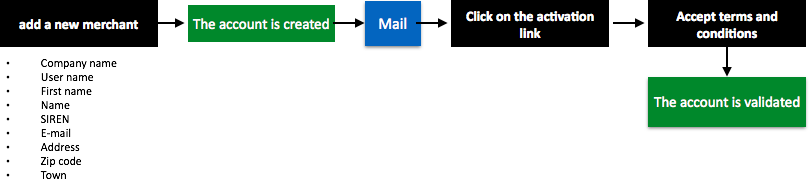 add a new merchant
The account is created
Mail
Click on the activation
link
Accept terms and
conditions
The account is validated
• Company name
• User name
• First name
• Name
• SIREN
• E-mail
• Address
• Zip code
• Town